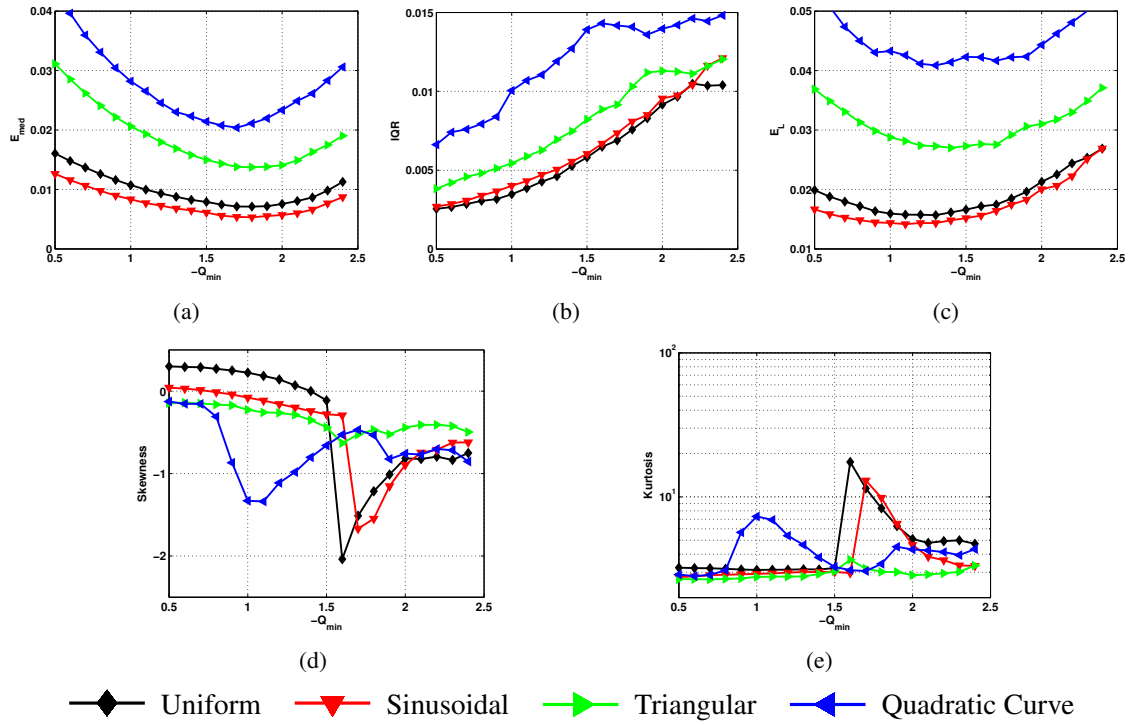 0.04
0.03
0.02
0.01
0
E_med
0.5 1 1.5 2 2.5
-Q_min
(a)
0.015
0.01
0.005
0
IQR
0.5 1 1.5 2 2.5
-Q_min
(b)
0.05
0.04
0.03
0.02
0.01
E_L
0.5 1 1.5 2 2.5
-Q_min
(c)
0
−1
−2
Skewness
0.5 1 1.5 2 2.5
-Q_min
(d)
10^2
10^1
Kurtosis
0.5 1 1.5 2 2.5
-Q_min
(e)
Uniform Sinusoidal Triangular Quadratic Curve